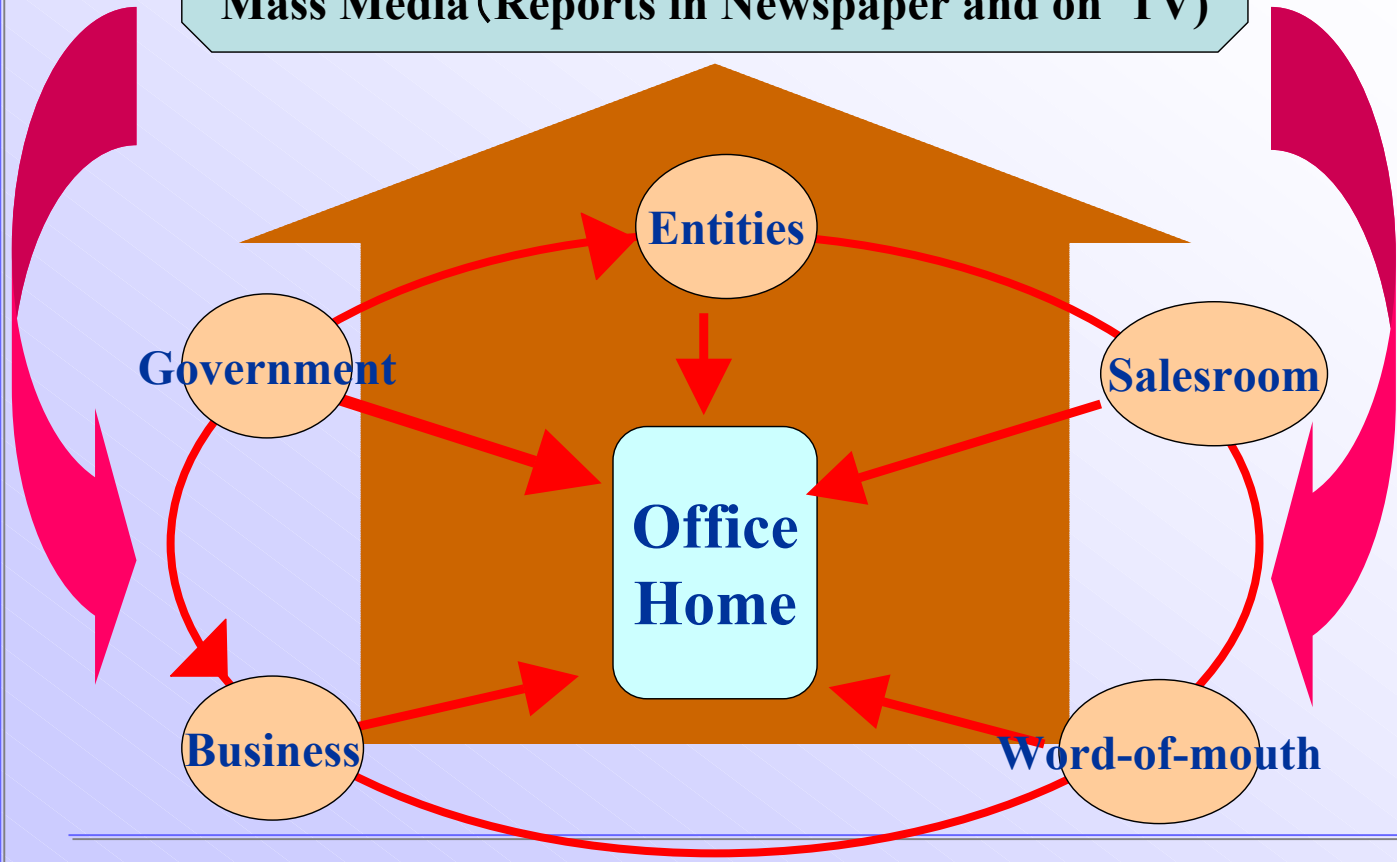 Mass Media（Reports in Newspaper and on TV)
Entities
Government
Salesroom
Office
Home
Business
Word-of-mouth